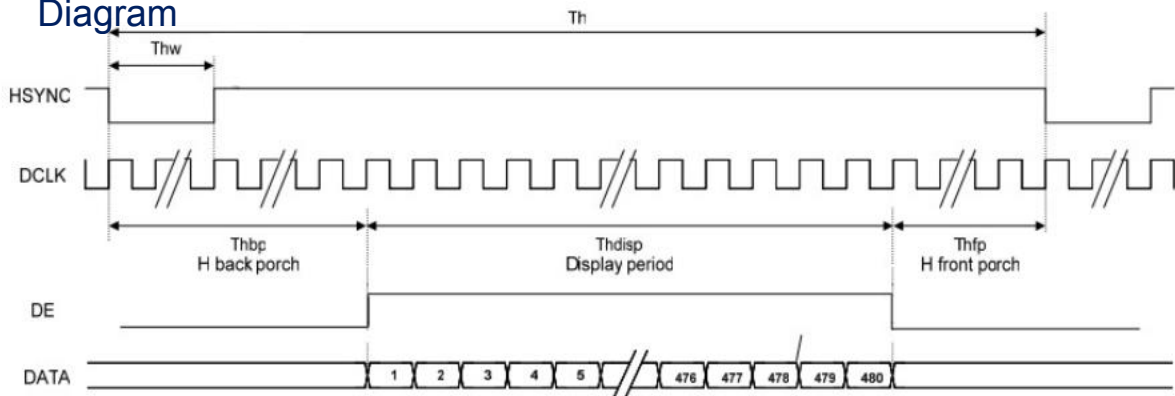 Diagram
Th
Thw
HSYNC
DCLK
Thbp Thdisp Thfp
H back porch Display period H front porch
DE
DATA 1 2 3 4 5 476 477 478 479 480